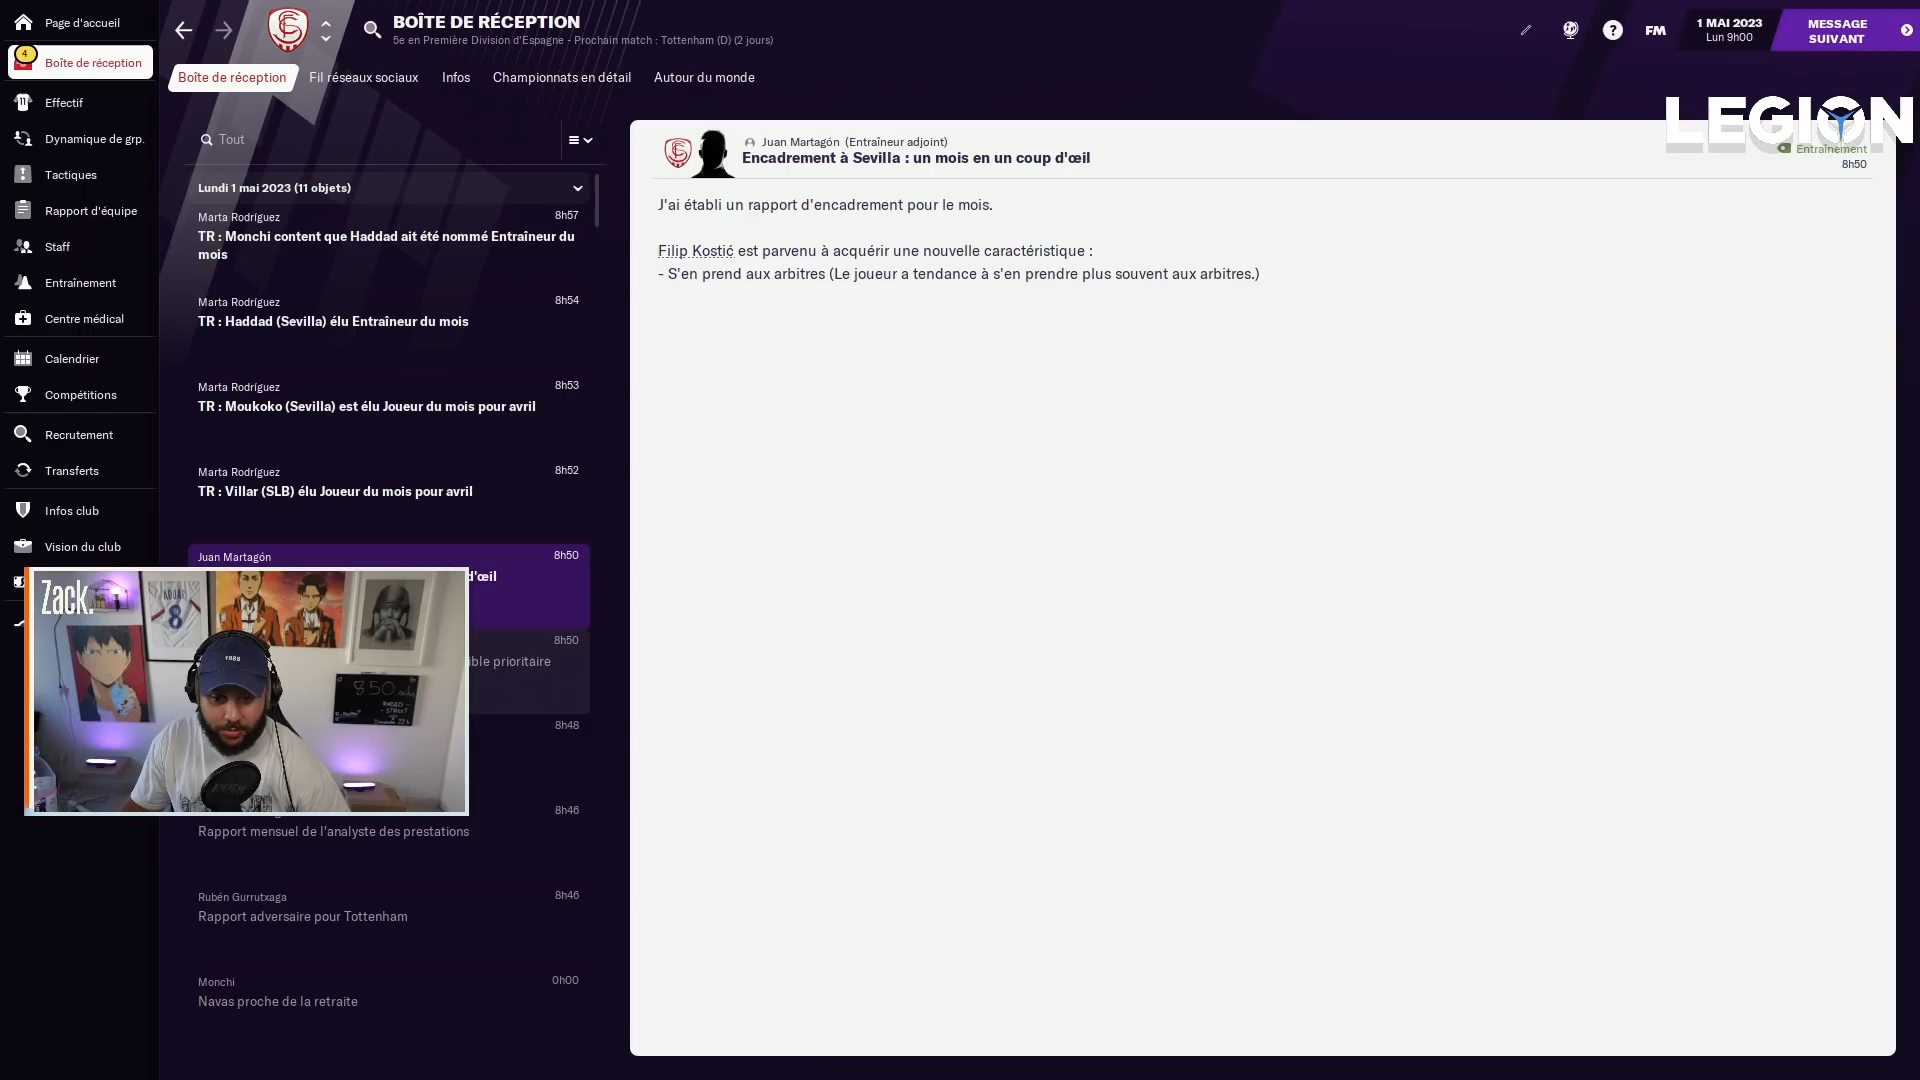 Page d'accueil
4
Boîte de réception
Effectif
Dynamique de grp.
Tactiques
Rapport d'équipe
Staff
Entraînement
Centre médical
Calendrier
Compétitions
Recrutement
Transferts
Infos club
Vision du club
BOÎTE DE RÉCEPTION
5e en Première Division d'Espagne - Prochain match : Tottenham (D) (2 jours)
FM
1 MAI 2023
Lun 9h00
MESSAGE
SUIVANT
Boîte de réception
Fil réseaux sociaux
Infos
Championnats en détail
Autour du monde
LEGION
Tout
Lundi 1 mai 2023 (11 objets)
Marta Rodríguez
8h57
TR : Monchi content que Haddad ait été nommé Entraîneur du
mois
Marta Rodríguez
8h54
TR : Haddad (Sevilla) élu Entraîneur du mois
Marta Rodríguez
8h53
TR : Moukoko (Sevilla) est élu Joueur du mois pour avril
Marta Rodríguez
8h52
TR : Villar (SLB) élu Joueur du mois pour avril
Juan Martagón
8h50
d'œil
8h50
ible prioritaire
8h48
8h46
Rapport mensuel de l'analyste des prestations
Rubén Gurrutxaga
8h46
Rapport adversaire pour Tottenham
Monchi
0h00
Navas proche de la retraite
Juan Martagón (Entraîneur adjoint)
Encadrement à Sevilla : un mois en un coup d'œil
Entraînement
8h50
J'ai établi un rapport d'encadrement pour le mois.
Filip Kostić est parvenu à acquérir une nouvelle caractéristique :
- S'en prend aux arbitres (Le joueur a tendance à s'en prendre plus souvent aux arbitres.)
Zack.
8
1988
850